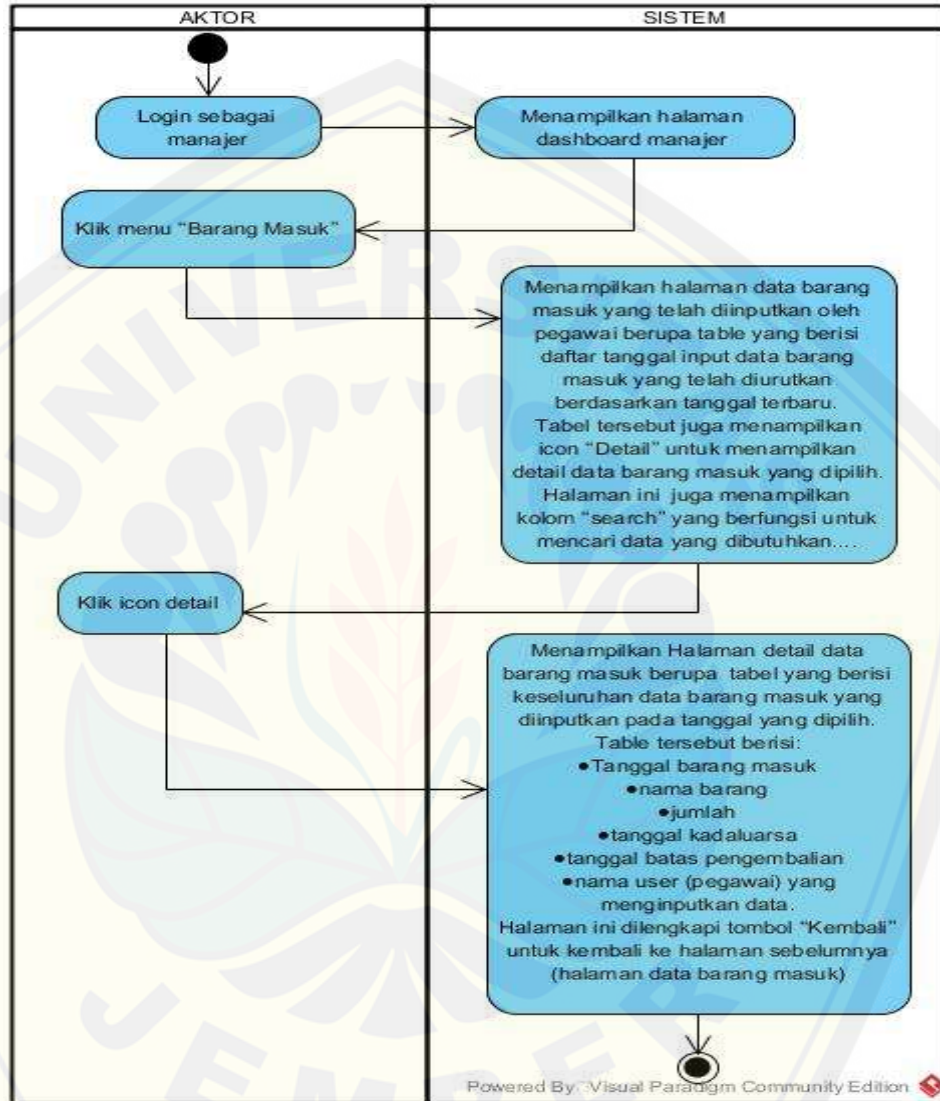 AKTOR
SISTEM
Login sebagai
manajer
Menampilkan halaman
dashboard manajer
Klik menu “Barang Masuk”
Menampilkan halaman data barang
masuk yang telah diinputkan oleh
pegawai berupa table yang berisi
daftar tanggal input data barang
masuk yang telah diurutkan
berdasarkan tanggal terbaru.
Tabel tersebut juga menampilkan
icon “Detail” untuk menampilkan
detail data barang masuk yang dipilih.
Halaman ini juga menampilkan
kolom “search” yang berfungsi untuk
mencari data yang dibutuhkan....
Klik icon detail
Menampilkan Halaman detail data
barang masuk berupa tabel yang berisi
keseluruhan data barang masuk yang
diinputkan pada tanggal yang dipilih.
Table tersebut berisi:
●Tanggal barang masuk
●nama barang
●jumlah
●tanggal kadaluarsa
●tanggal batas pengembalian
●nama user (pegawai) yang
menginputkan data.
Halaman ini dilengkapi tombol “Kembali”
untuk kembali ke halaman sebelumnya
(halaman data barang masuk)
Powered By Visual Paradigm Community Edition
UNIVERS
JEMBER